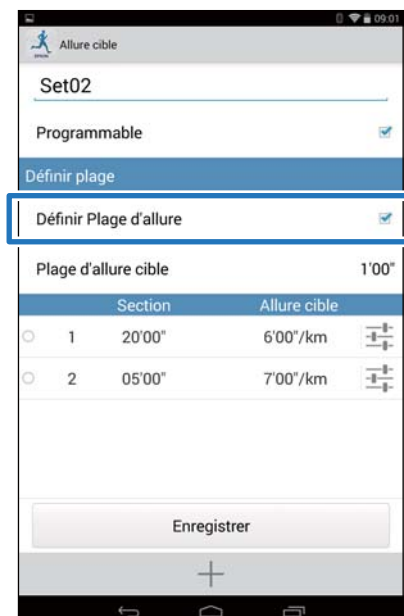 09:01
Allure cible
Set02
Programmable
Définir plage
Définir Plage d'allure
Plage d'allure cible 1'00"
Section Allure cible
1 20'00" 6'00"/km
2 05'00" 7'00"/km
Enregistrer